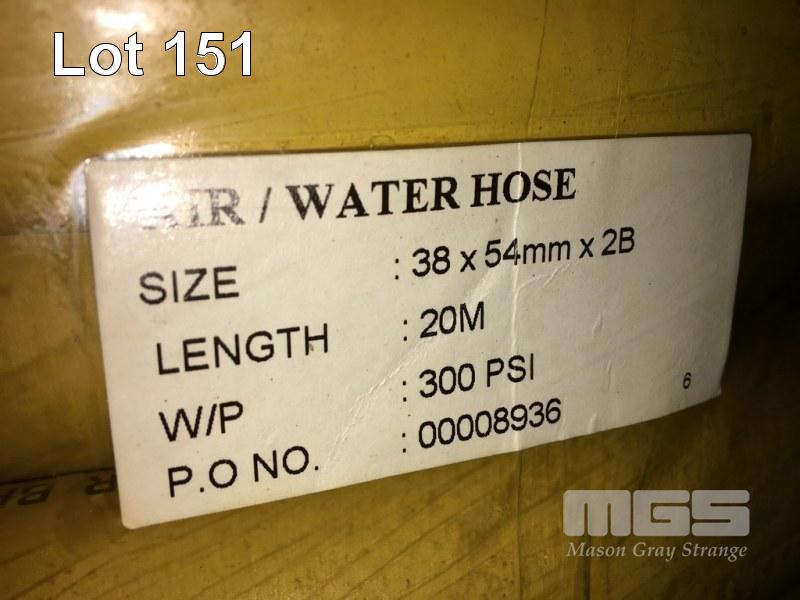 Lot 151
AIR / WATER HOSE
SIZE : 38 x 54mm x 2B
LENGTH : 20M
W/P : 300 PSI
P.O NO. : 00008936
6
MGS
Mason Gray Strange